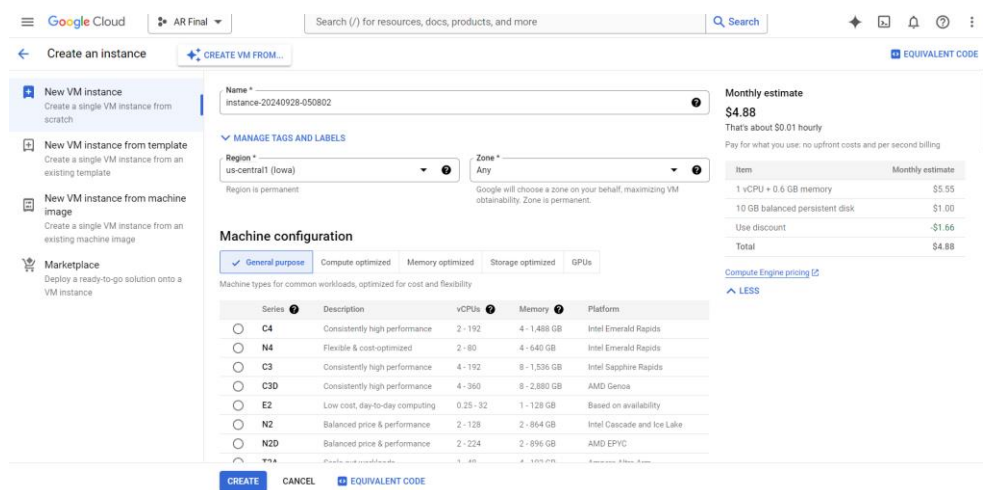 Google Cloud
AR Final
Search (/) for resources, docs, products, and more
Search
Create an instance
CREATE VM FROM...
EQUIVALENT CODE
New VM instance
Create a single VM instance from
scratch
New VM instance from template
Create a single VM instance from an
existing template
New VM instance from machine
image
Create a single VM instance from an
existing machine image
Marketplace
Deploy a ready-to-go solution onto a
VM instance
Name *
instance-20240928-050802
MANAGE TAGS AND LABELS
Region *
us-central1 (Iowa)
Region is permanent
Zone *
Any
Google will choose a zone on your behalf, maximizing VM
obtainability. Zone is permanent.
Machine configuration
General purpose Compute optimized Memory optimized Storage optimized GPUs
Machine types for common workloads, optimized for cost and flexibility
Series Description vCPUs Memory Platform
C4 Consistently high performance 2 - 192 4 - 1,488 GB Intel Emerald Rapids
N4 Flexible & cost-optimized 2 - 80 4 - 640 GB Intel Emerald Rapids
C3 Consistently high performance 4 - 192 8 - 1,536 GB Intel Sapphire Rapids
C3D Consistently high performance 4 - 360 8 - 2,880 GB AMD Genoa
E2 Low cost, day-to-day computing 0.25 - 32 1 - 128 GB Based on availability
N2 Balanced price & performance 2 - 128 2 - 864 GB Intel Cascade and Ice Lake
N2D Balanced price & performance 2 - 224 2 - 896 GB AMD EPYC
CREATE CANCEL EQUIVALENT CODE
Monthly estimate
$4.88
That's about $0.01 hourly
Pay for what you use: no upfront costs and per second billing
Item Monthly estimate
1 vCPU + 0.6 GB memory $5.55
10 GB balanced persistent disk $1.00
Use discount -$1.66
Total $4.88
Compute Engine pricing
LESS